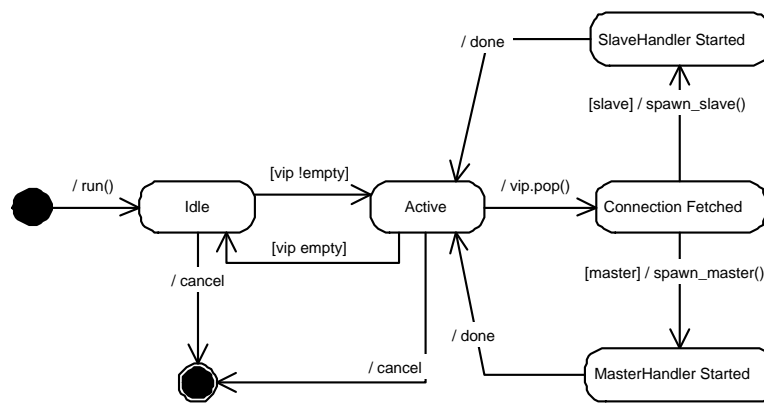 SlaveHandler Started
/ done
[slave] / spawn_slave()
/ run()
[vip !empty]
/ vip.pop()
Idle
Active
Connection Fetched
[vip empty]
/ cancel
[master] / spawn_master()
/ done
/ cancel
MasterHandler Started